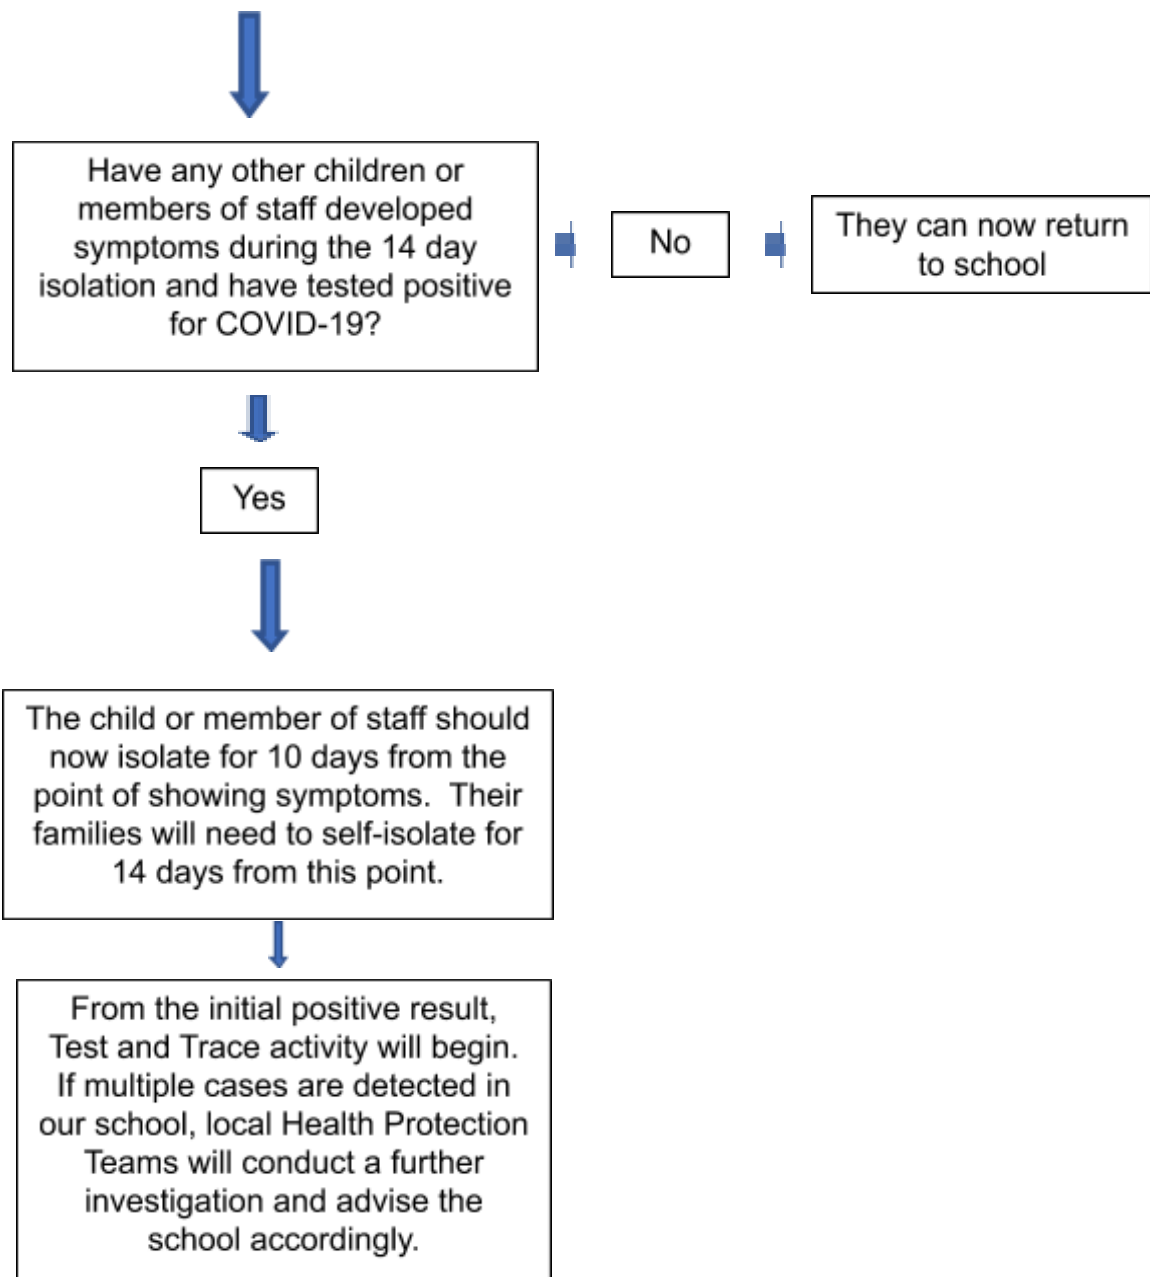 Have any other children or
members of staff developed
symptoms during the 14 day
isolation and have tested positive
for COVID-19?
No
They can now return
to school
Yes
The child or member of staff should
now isolate for 10 days from the
point of showing symptoms.  Their
families will need to self-isolate for
14 days from this point.
From the initial positive result,
Test and Trace activity will begin.
If multiple cases are detected in
our school, local Health Protection
Teams will conduct a further
investigation and advise the
school accordingly.